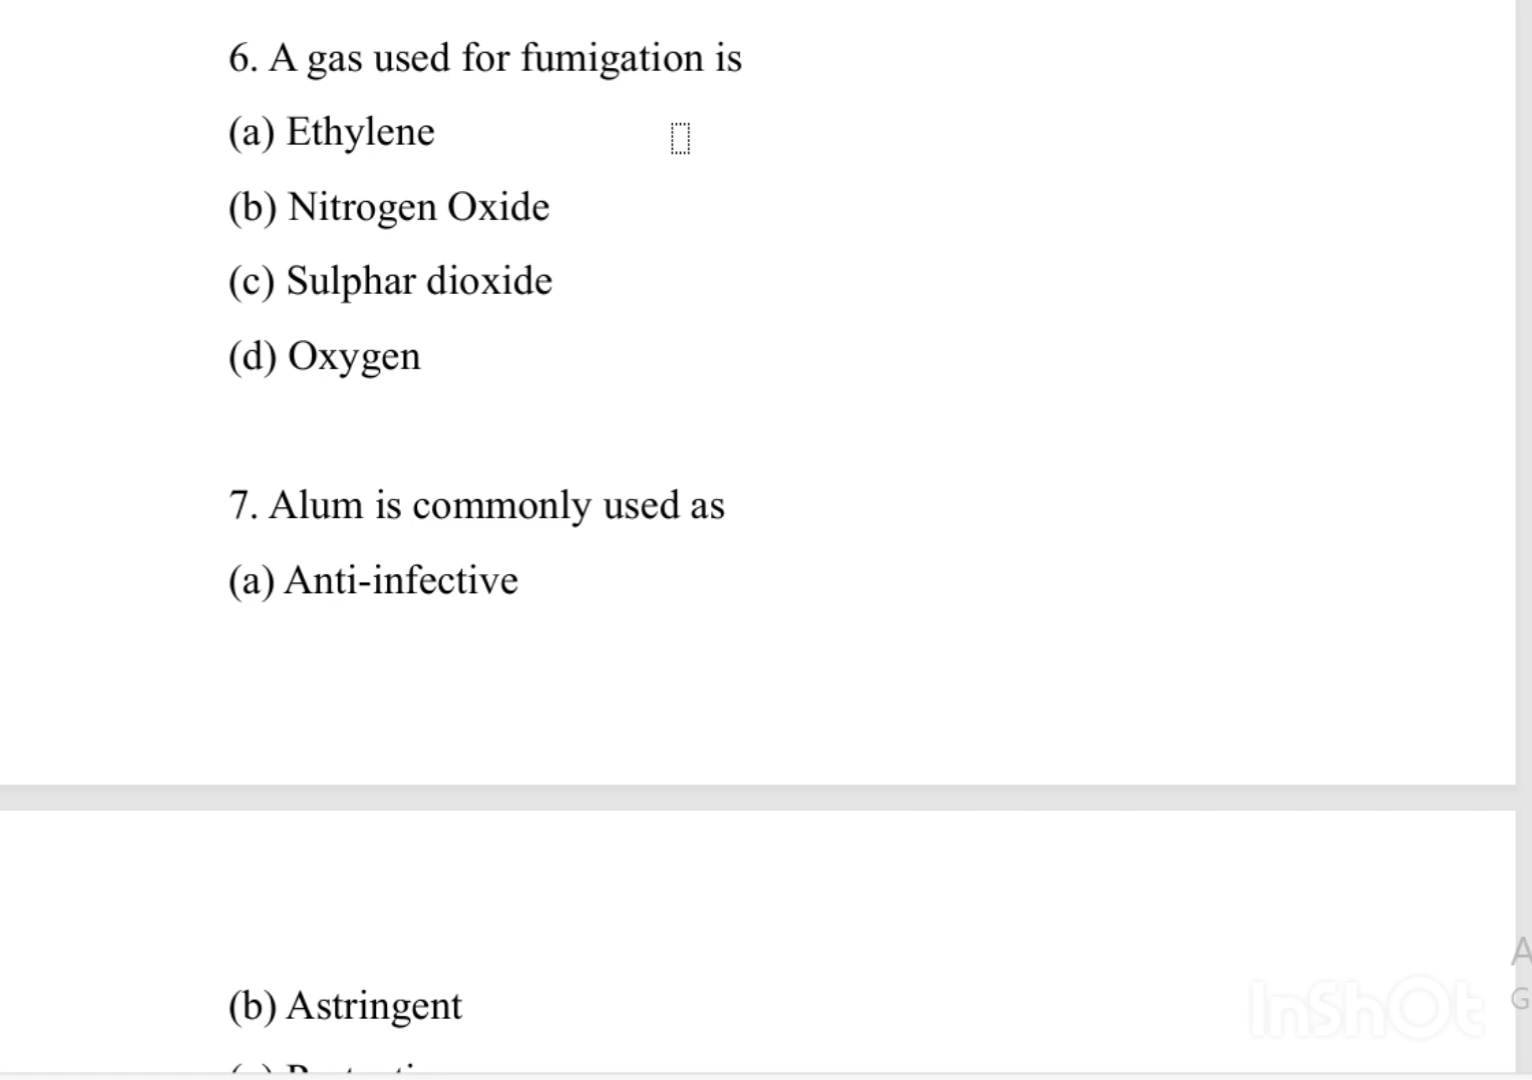 6. A gas used for fumigation is
(a) Ethylene
(b) Nitrogen Oxide
(c) Sulphar dioxide
(d) Oxygen
7. Alum is commonly used as
(a) Anti-infective
(b) Astringent
InShOt